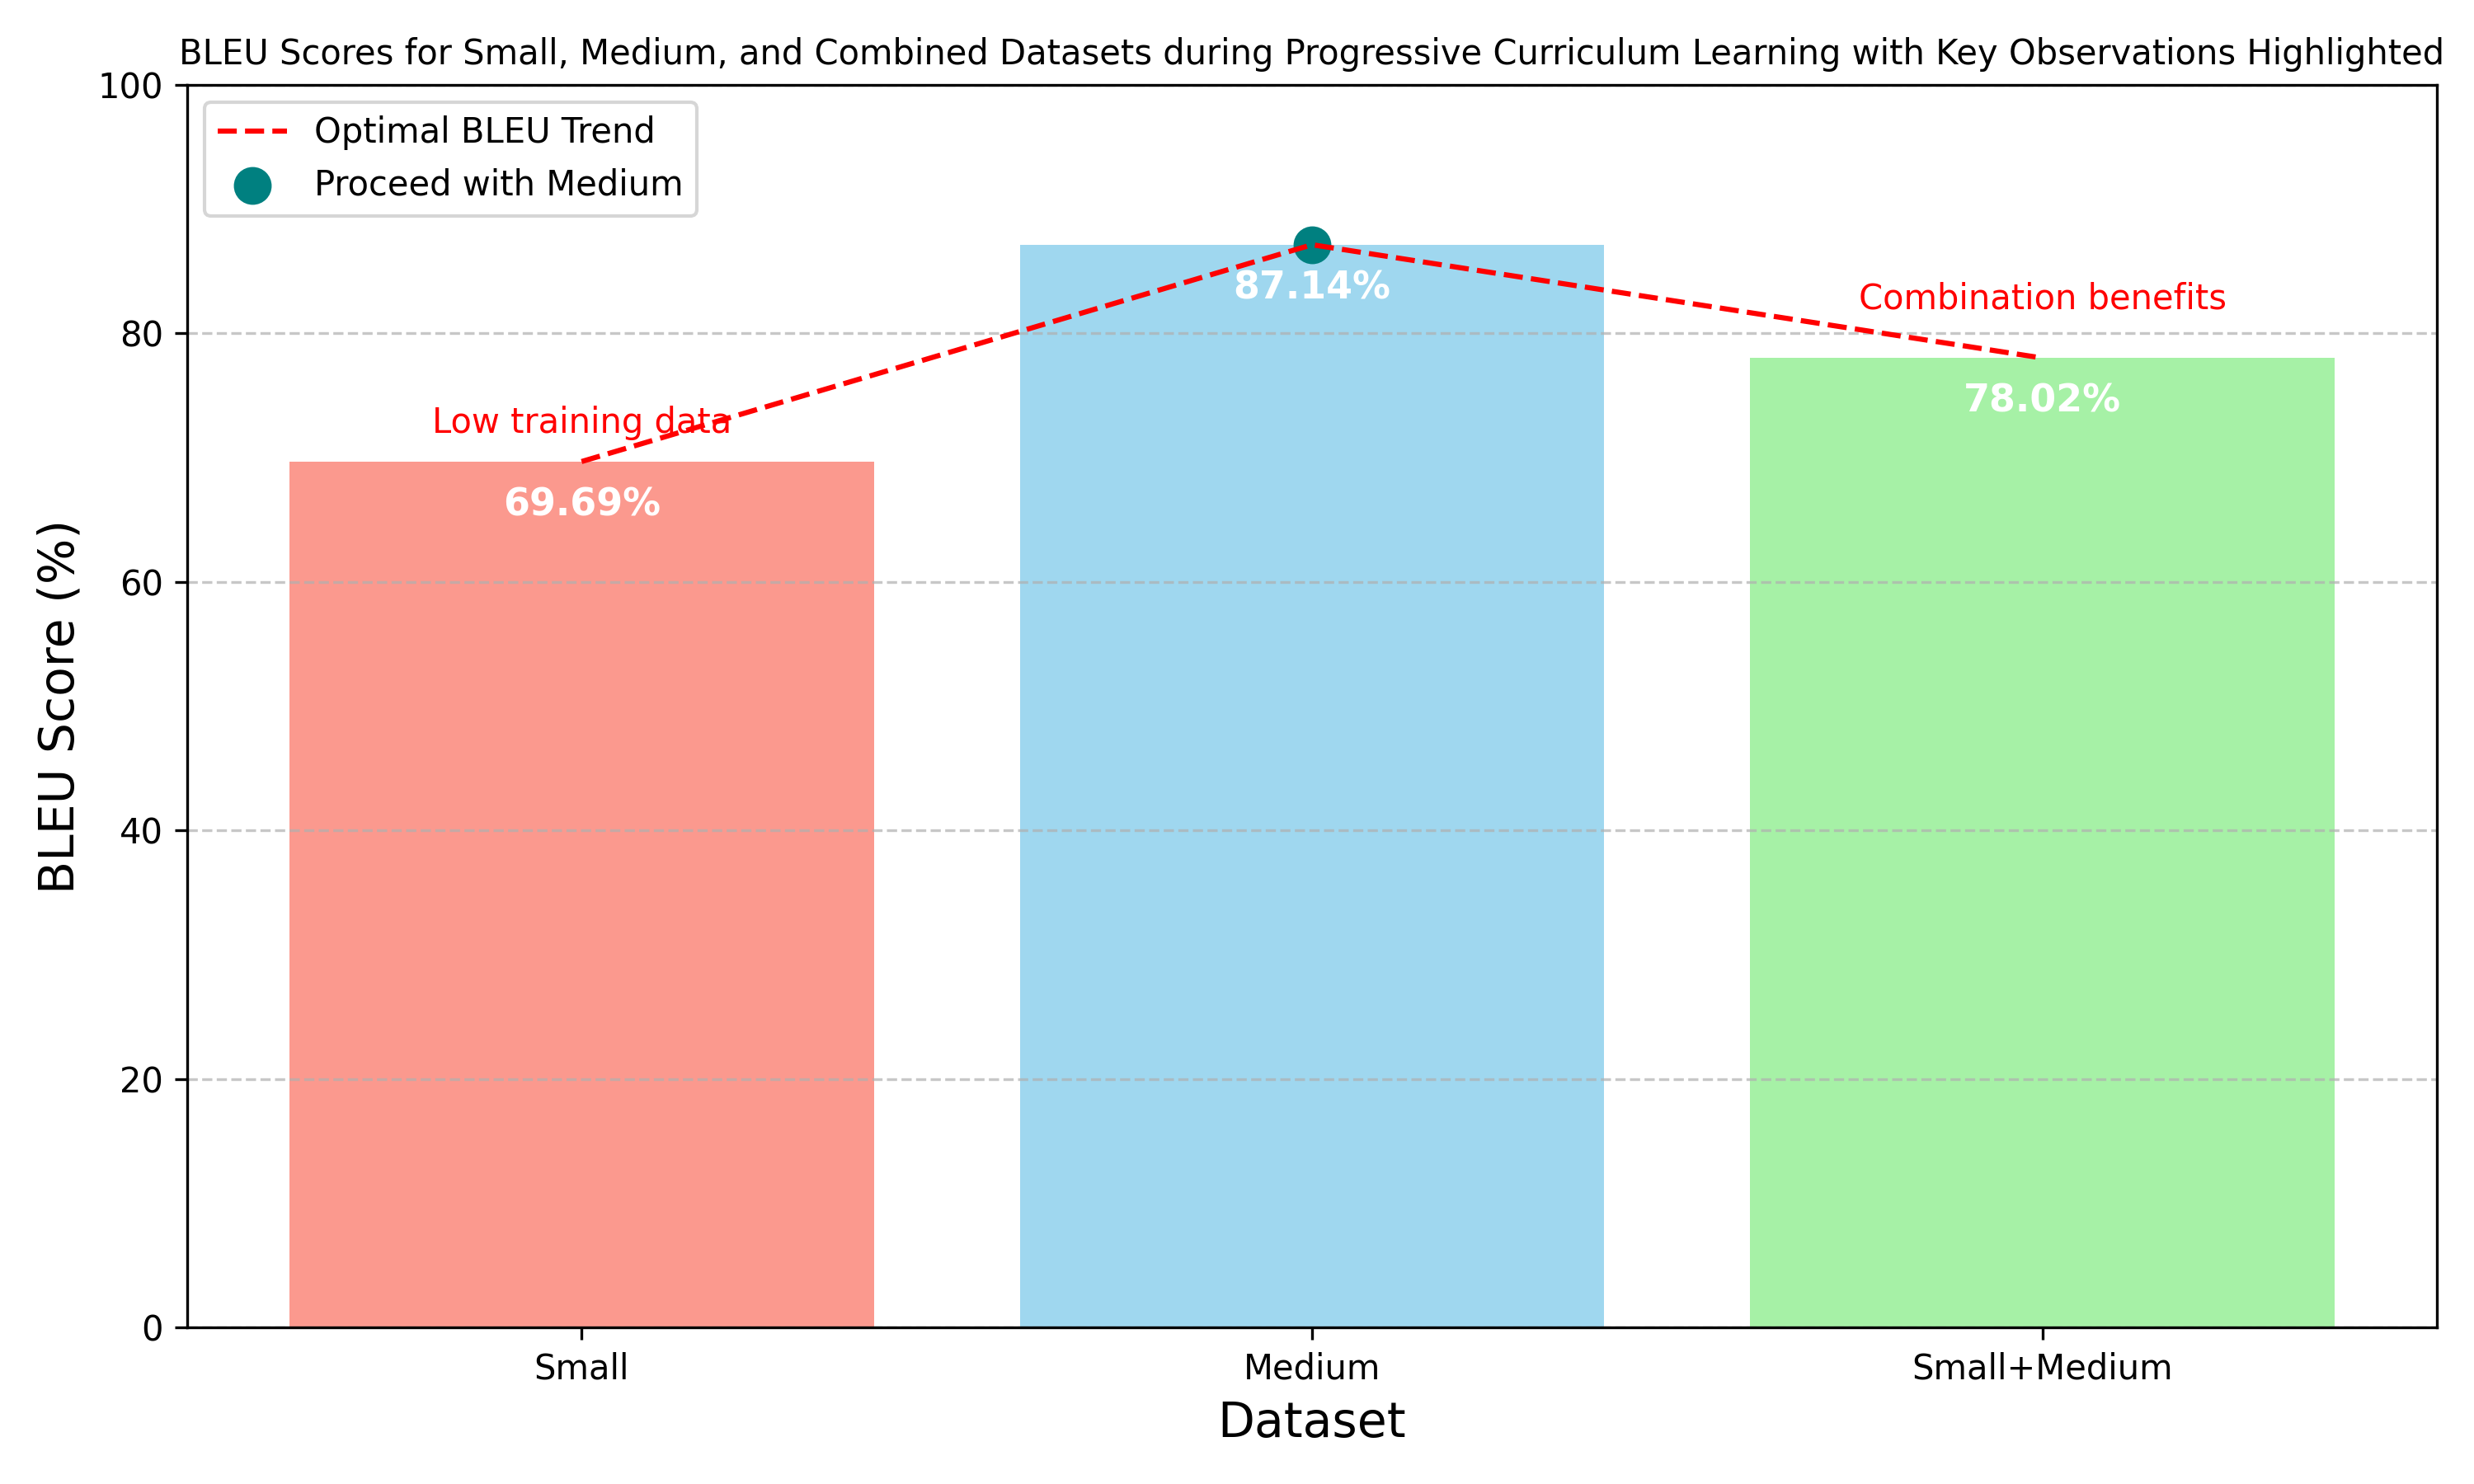 BLEU Scores for Small, Medium, and Combined Datasets during Progressive Curriculum Learning with Key Observations Highlighted
100
80
60
40
20
0
BLEU Score (%)
Optimal BLEU Trend
Proceed with Medium
87.14%
Combination benefits
78.02%
Low training data
69.69%
Small
Medium
Small+Medium
Dataset